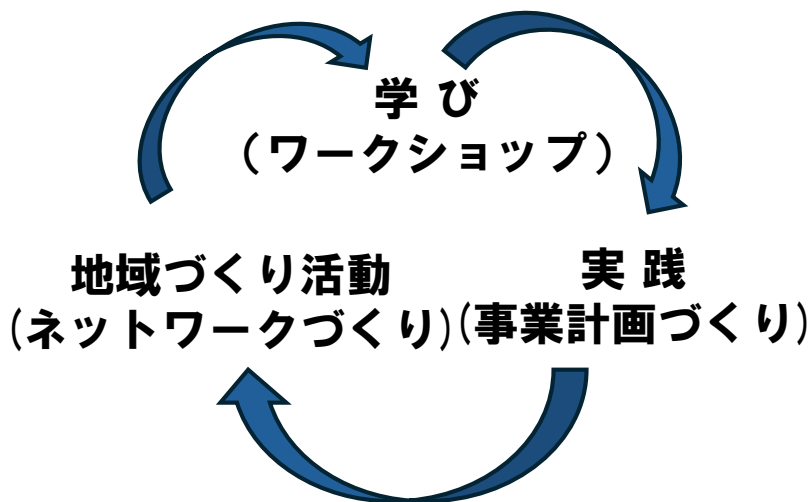 学 び
（ワークショップ）
地域づくり活動
(ネットワークづくり)
実 践
(事業計画づくり)